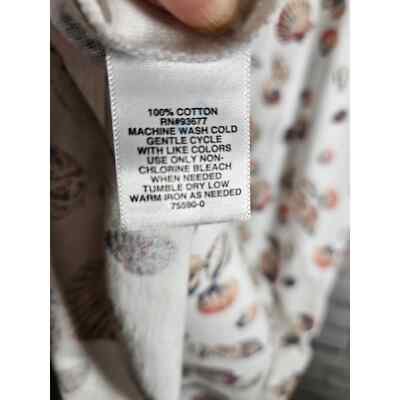 100% COTTON
RN#93677
MACHINE WASH COLD
GENTLE CYCLE
WITH LIKE COLORS
USE ONLY NON-
CHLORINE BLEACH
WHEN NEEDED
TUMBLE DRY LOW
WARM IRON AS NEEDED
75590-0